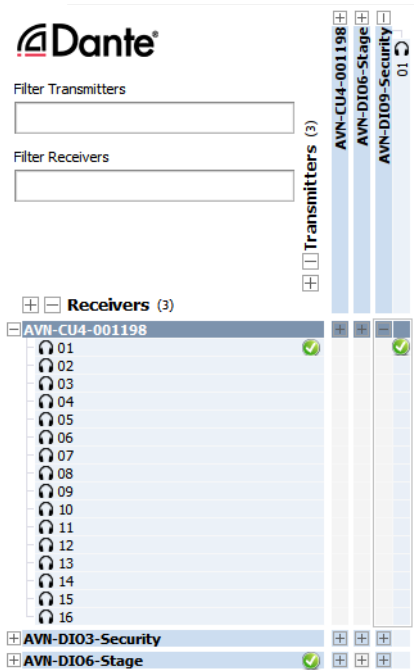 Dante®
Filter Transmitters
Filter Receivers
Transmitters (3)
AVN-CU4-001198
AVN-DIO6-Stage
AVN-DIO9-Security
01
Receivers (3)
AVN-CU4-001198
01
02
03
04
05
06
07
08
09
10
11
12
13
14
15
16
AVN-DIO3-Security
AVN-DIO6-Stage